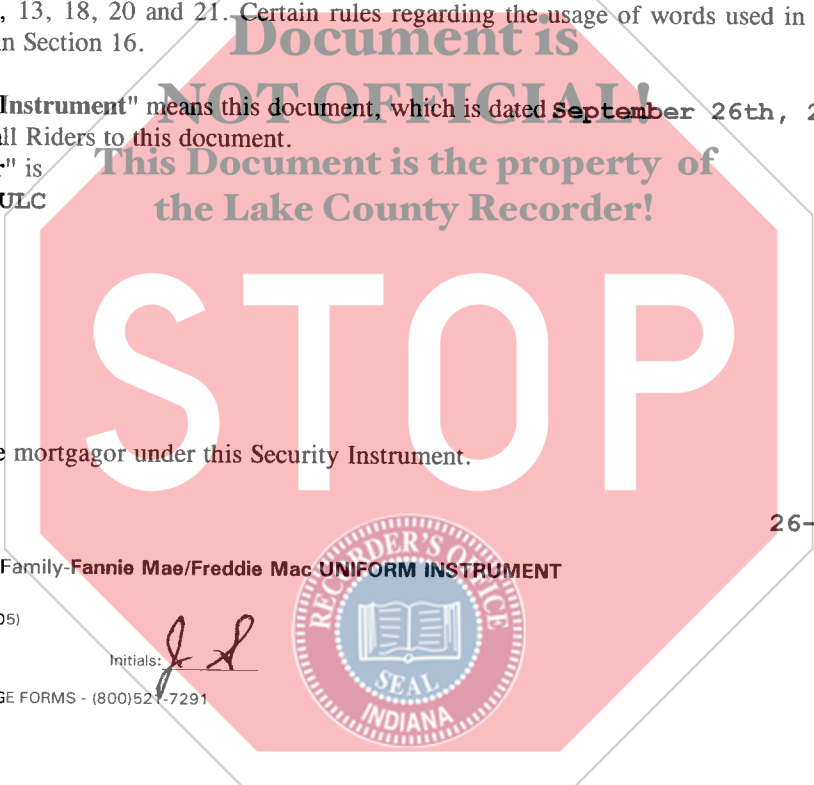 , 13, 18, 20 and 21. Certain rules regarding the usage of words used in
n Section 16.
Document is
NOT OFFICIAL!
Instrument" means this document, which is dated September 26th, 2
ll Riders to this document.
This Document is the property of
r" is
ULC
the Lake County Recorder!
STOP
e mortgagor under this Security Instrument.
26-
Family-Fannie Mae/Freddie Mac UNIFORM INSTRUMENT
05)
Initials: J S
GE FORMS - (800)521-7291
RECORDER'S OFFICE
SEAL
INDIANA